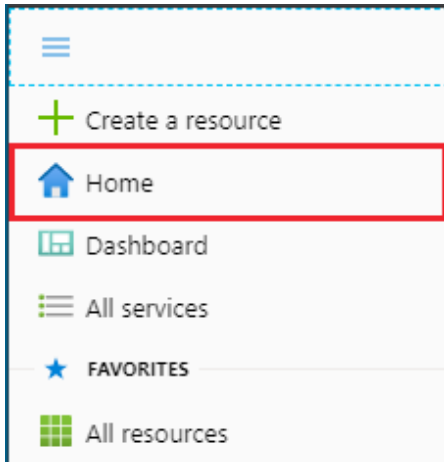 Create a resource
Home
Dashboard
All services
FAVORITES
All resources